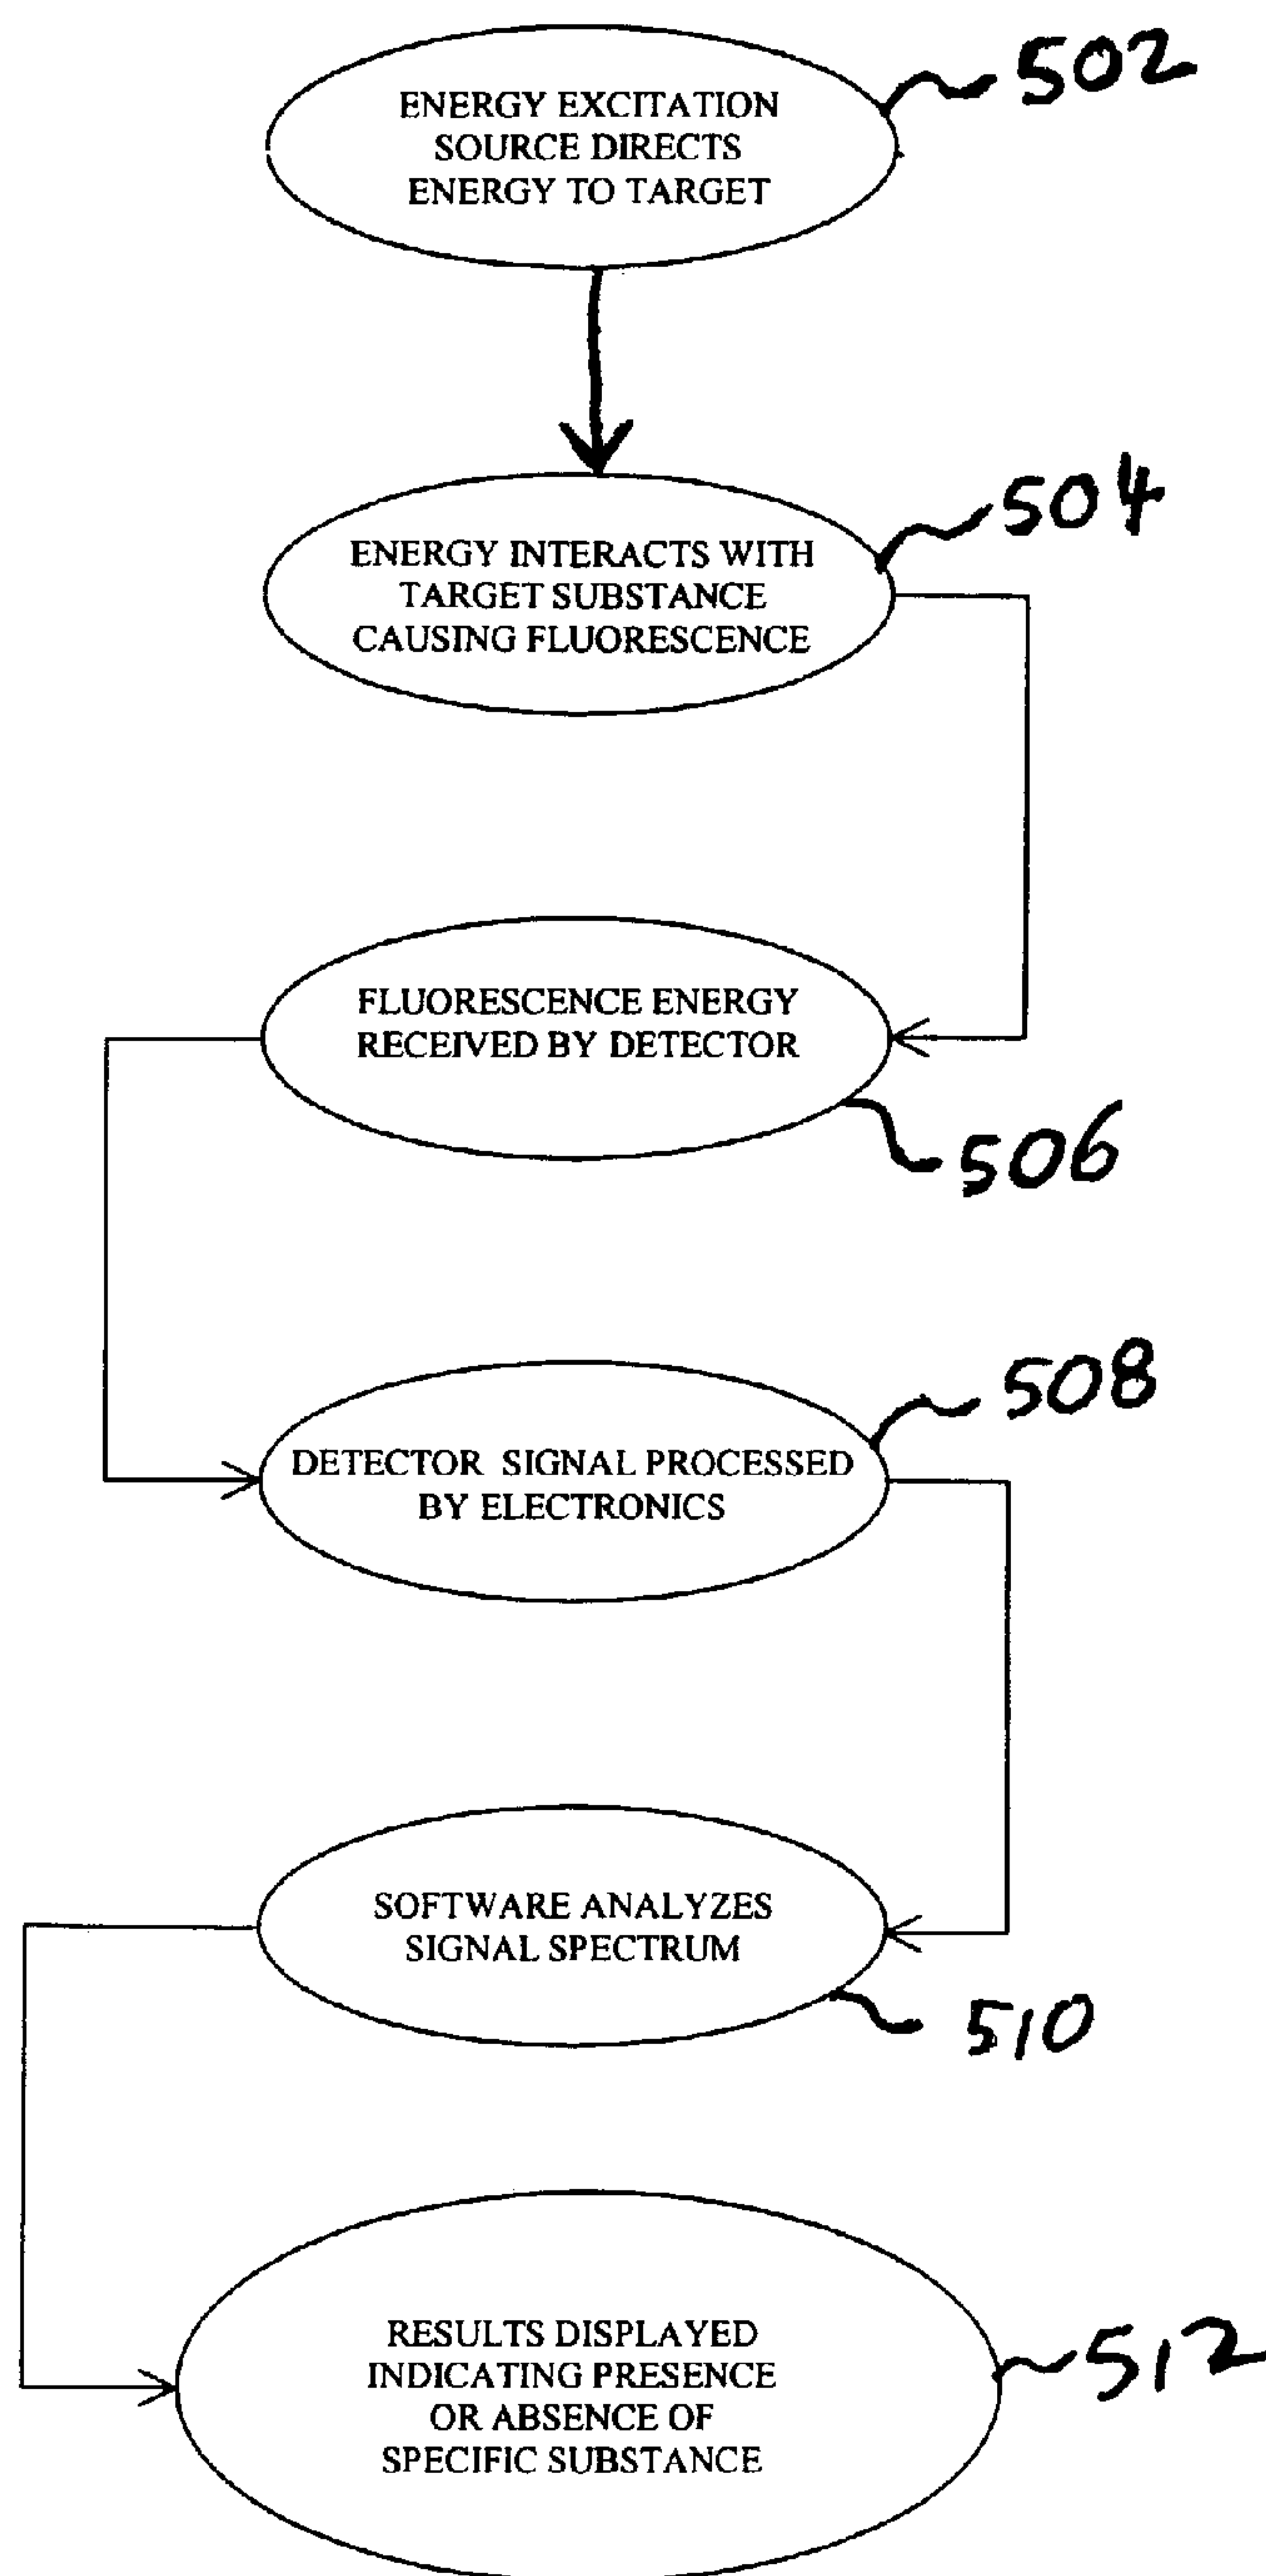 ENERGY EXCITATION
SOURCE DIRECTS
ENERGY TO TARGET
502
ENERGY INTERACTS WITH
TARGET SUBSTANCE
CAUSING FLUORESCENCE
504
FLUORESCENCE ENERGY
RECEIVED BY DETECTOR
506
DETECTOR SIGNAL PROCESSED
BY ELECTRONICS
508
SOFTWARE ANALYZES
SIGNAL SPECTRUM
510
RESULTS DISPLAYED
INDICATING PRESENCE
OR ABSENCE OF
SPECIFIC SUBSTANCE
512